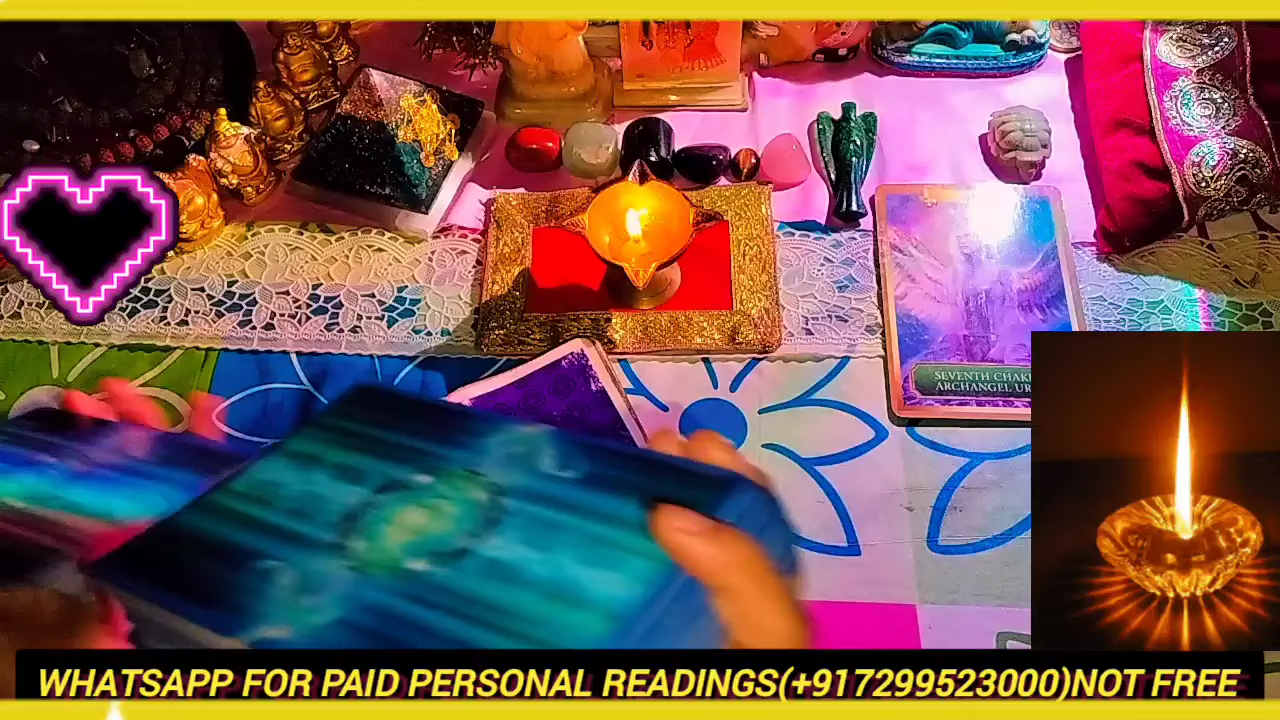 SEVENTH CHAK
ARCHANGEL UR
WHATSAPP FOR PAID PERSONAL READINGS(+917299523000)NOT FREE